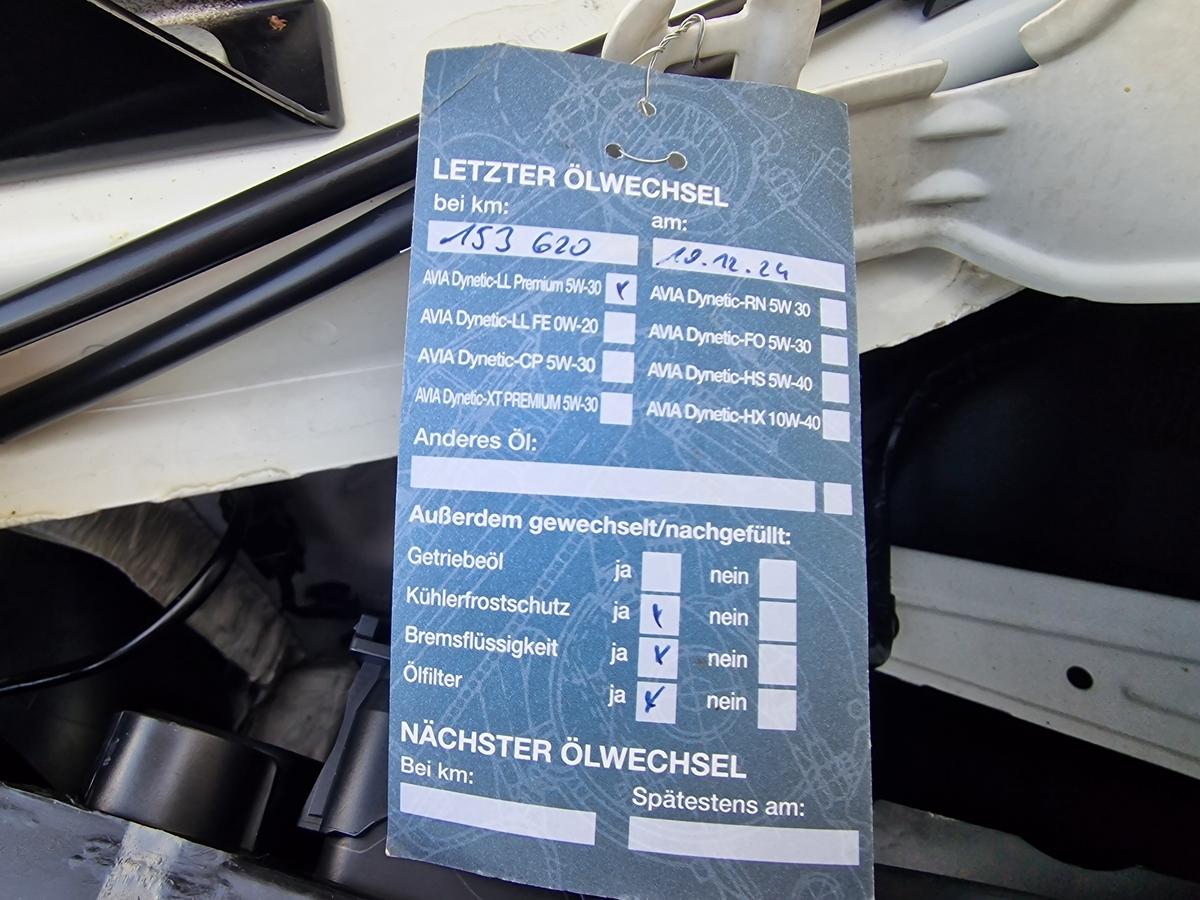 LETZTER ÖLWECHSEL
bei km: am:
153 620 19.12.24
AVIA Dynetic-LL Premium 5W-30 AVIA Dynetic-RN 5W 30
AVIA Dynetic-LL FE 0W-20 AVIA Dynetic-FO 5W-30
AVIA Dynetic-CP 5W-30 AVIA Dynetic-HS 5W-40
AVIA Dynetic-XT PREMIUM 5W-30 AVIA Dynetic-HX 10W-40
Anderes Öl:
Außerdem gewechselt/nachgefüllt:
Getriebeöl ja nein
Kühlerfrostschutz ja nein
Bremsflüssigkeit ja nein
Ölfilter ja nein
NÄCHSTER ÖLWECHSEL
Bei km: Spätestens am: